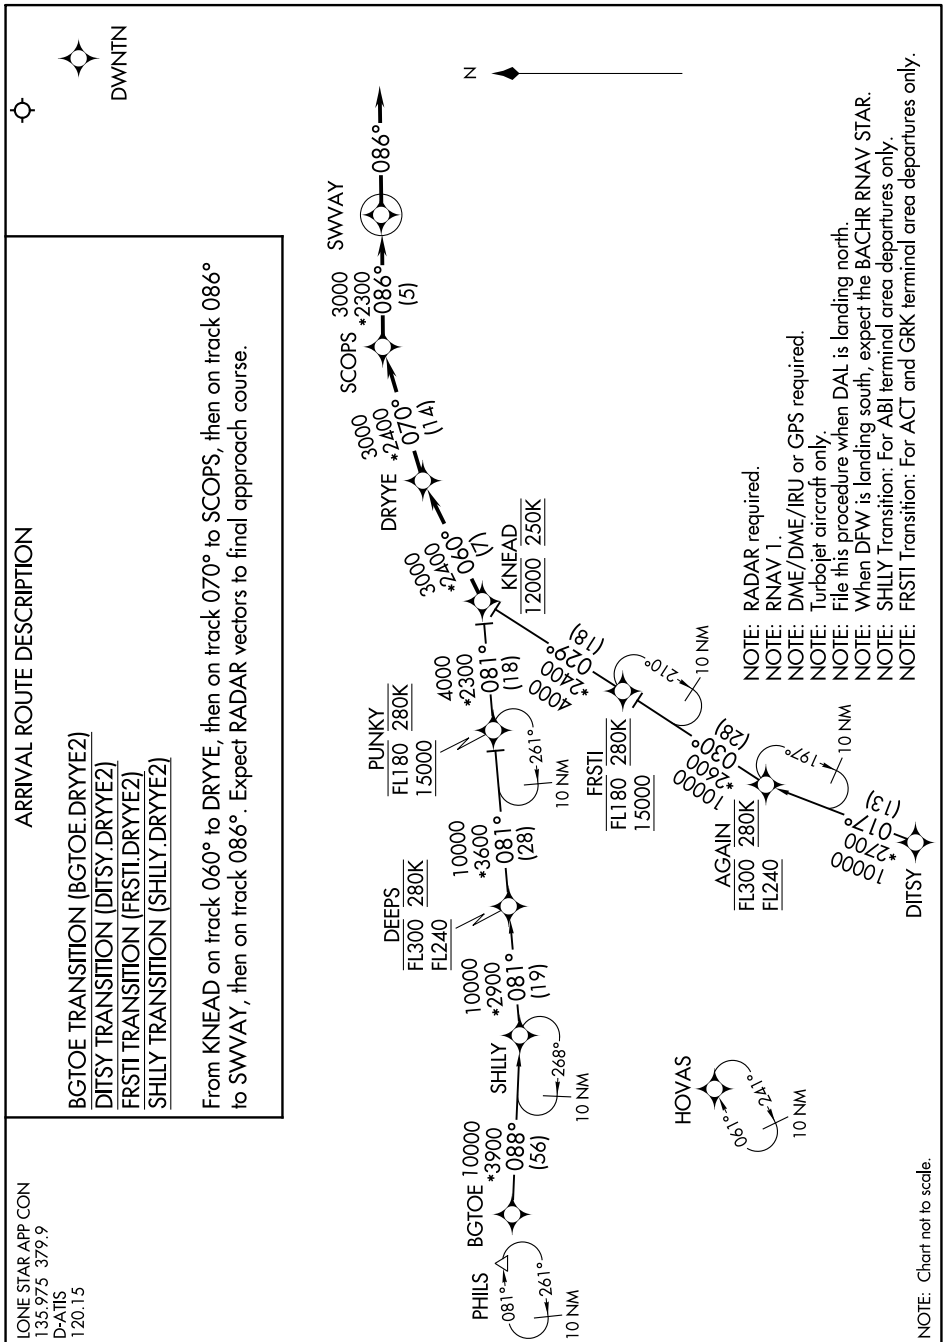 LONE STAR APP CON
135.975 379.9
D-ATIS
120.15
ARRIVAL ROUTE DESCRIPTION
BGTOE TRANSITION (BGTOE.DRYYE2)
DITSY TRANSITION (DITSY.DRYYE2)
FRSTI TRANSITION (FRSTI.DRYYE2)
SHLLY TRANSITION (SHLLY.DRYYE2)
From KNEAD on track 060° to DRYYE, then on track 070° to SCOPS, then on track 086°
to SWVAY, then on track 086°. Expect RADAR vectors to final approach course.
DWNTN
N
PHILS
081°
261°
10 NM
BGTOE
10000
*3900
088°
(56)
SHLLY
268°
10 NM
10000
*2900
081°
(19)
DEEPS
FL300 280K
FL240
10000
*3600
081°
(28)
PUNKY
FL180 280K
15000
261°
10 NM
4000
*2300
081°
(18)
KNEAD
12000 250K
3000
*2400
060°
(7)
DRYYE
3000
*2400
070°
(14)
SCOPS
3000
*2300
086°
(5)
SWVAY
086°
4000
*2400
029°
(18)
FRSTI
FL180 280K
15000
210°
10 NM
10000
*2600
030°
(28)
AGAIN
FL300 280K
FL240
197°
10 NM
10000
*2700
017°
(13)
DITSY
HOVAS
061°
241°
10 NM
NOTE: RADAR required.
NOTE: RNAV 1.
NOTE: DME/DME/IRU or GPS required.
NOTE: Turbojet aircraft only.
NOTE: File this procedure when DAL is landing north.
NOTE: When DFW is landing south, expect the BACHR RNAV STAR.
NOTE: SHLLY Transition: For ABI terminal area departures only.
NOTE: FRSTI Transition: For ACT and GRK terminal area departures only.
NOTE: Chart not to scale.